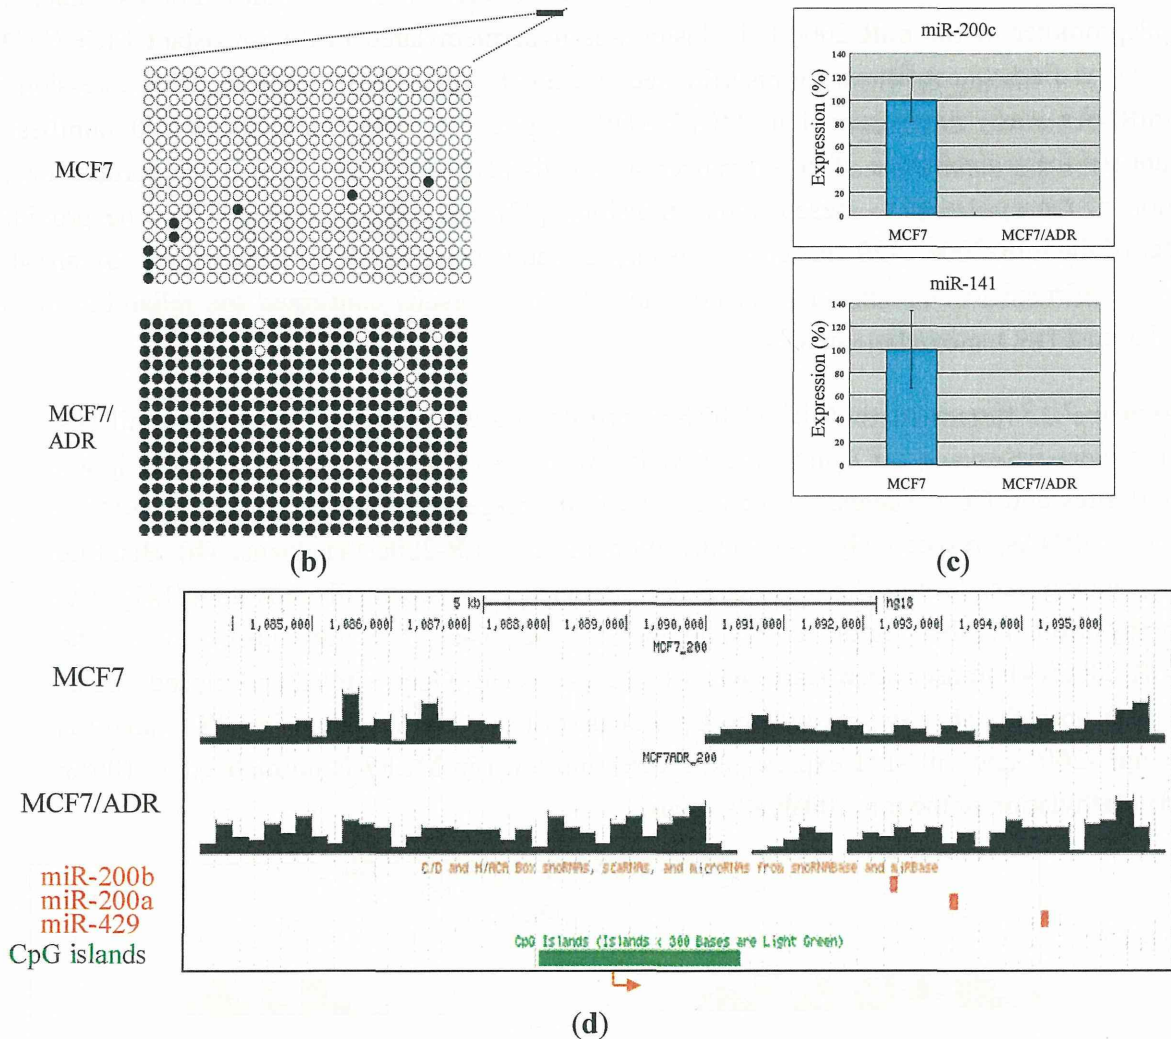 MCF7
MCF7/
ADR
(b)
miR-200c
Expression (%)
140
120
100
80
60
40
20
0
MCF7 MCF7/ADR
miR-141
Expression (%)
140
120
100
80
60
40
20
0
MCF7 MCF7/ADR
(c)
5 kb hg18
1,085,000 1,086,000 1,087,000 1,088,000 1,089,000 1,090,000 1,091,000 1,092,000 1,093,000 1,094,000 1,095,000
MCF7_200
MCF7
MCF7ADR_200
MCF7/ADR
C/D and H/ACA Box snoRNAs, scaRNAs, and microRNAs from snoRNABase and miRBase
miR-200b
miR-200a
miR-429
CpG Islands (Islands < 300 Bases are Light Green)
CpG islands
(d)